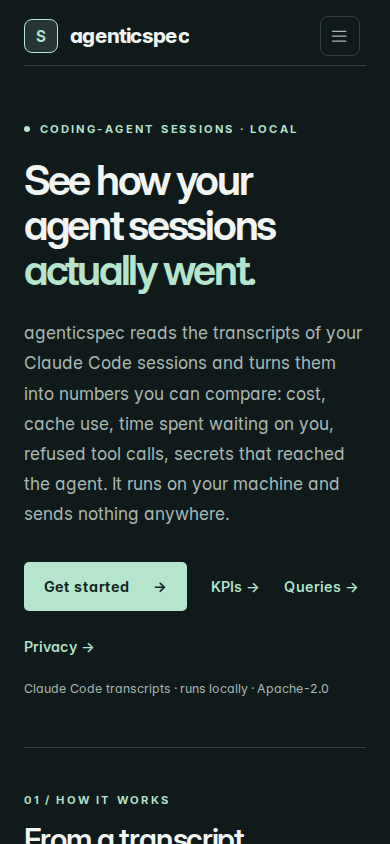 S agenticspec
CODING-AGENT SESSIONS · LOCAL
See how your
agent sessions
actually went.
agenticspec reads the transcripts of your
Claude Code sessions and turns them
into numbers you can compare: cost,
cache use, time spent waiting on you,
refused tool calls, secrets that reached
the agent. It runs on your machine and
sends nothing anywhere.
Get started → KPIs → Queries →
Privacy →
Claude Code transcripts · runs locally · Apache-2.0
01 / HOW IT WORKS
From a transcript